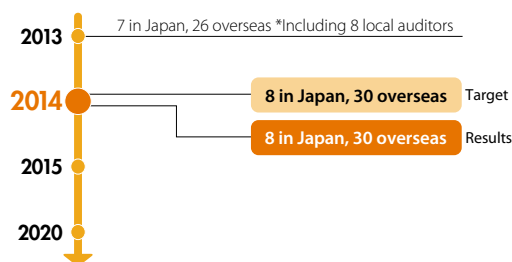 2013 7 in Japan, 26 overseas *Including 8 local auditors
2014 8 in Japan, 30 overseas Target
8 in Japan, 30 overseas Results
2015
2020